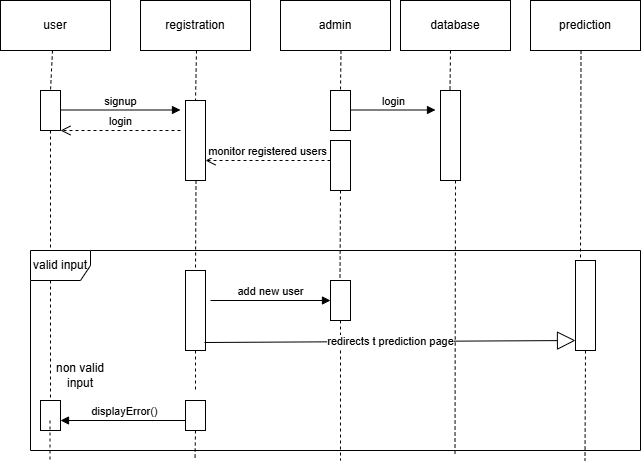 user
registration
admin
database
prediction
signup
login
login
monitor registered users
valid input
add new user
redirects t prediction page
non valid
input
displayError()